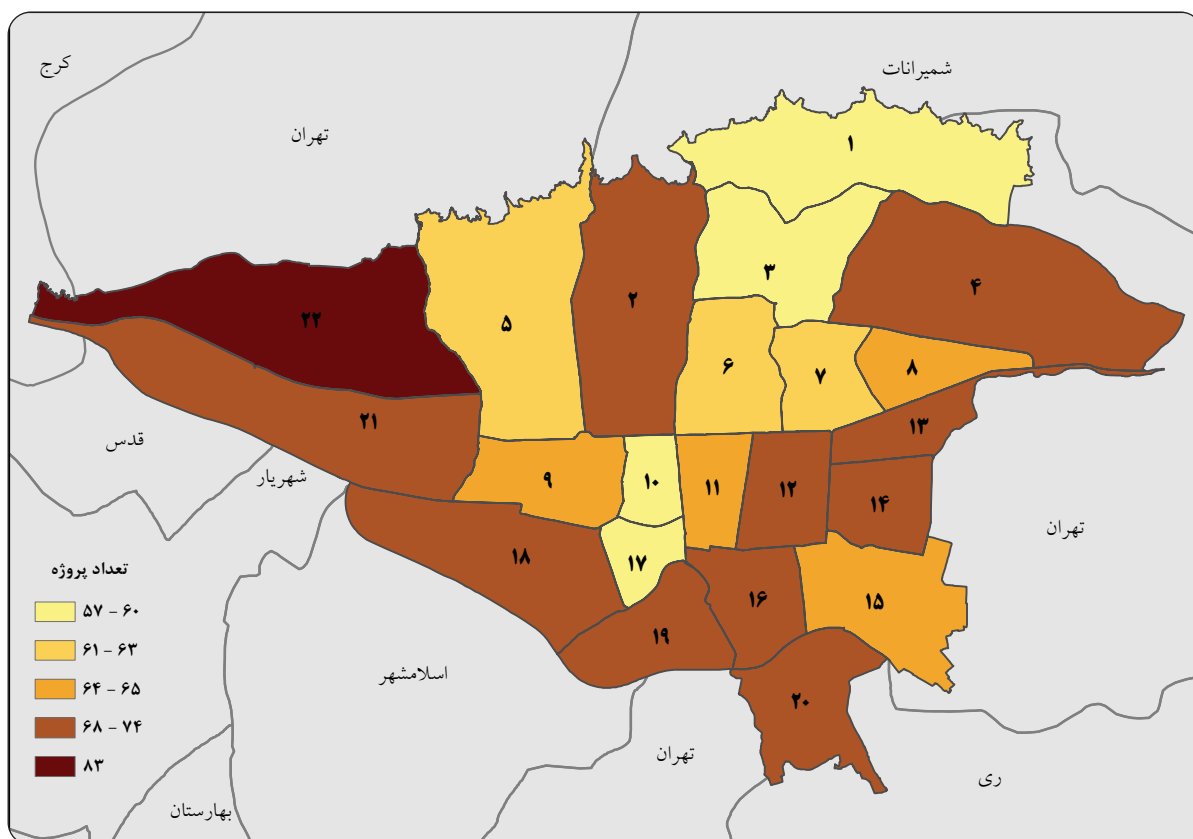 کرج
شمیرانات
تهران
۱
۳
۴
۲
۵
۲۲
۶
۷
۸
۲۱
۱۳
قدس
شهریار
۹
۱۰
۱۱
۱۲
۱۴
تهران
۱۸
۱۷
۱۶
۱۵
۱۹
اسلامشهر
۲۰
تهران
ری
بهارستان
تعداد پروژه
۵۷ - ۶۰
۶۱ - ۶۳
۶۴ - ۶۵
۶۸ - ۷۴
۸۳